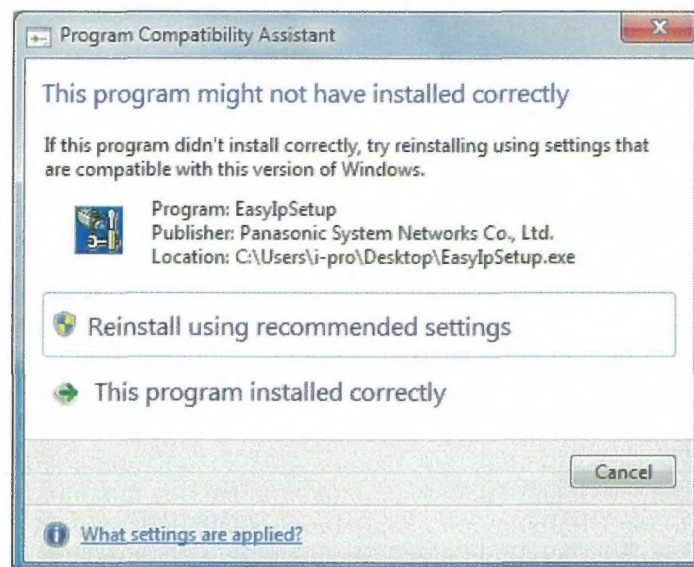 Program Compatibility Assistant
This program might not have installed correctly
If this program didn't install correctly, try reinstalling using settings that
are compatible with this version of Windows.
Program: EasyIpSetup
Publisher: Panasonic System Networks Co., Ltd.
Location: C:\Users\i-pro\Desktop\EasyIpSetup.exe
Reinstall using recommended settings
This program installed correctly
Cancel
What settings are applied?